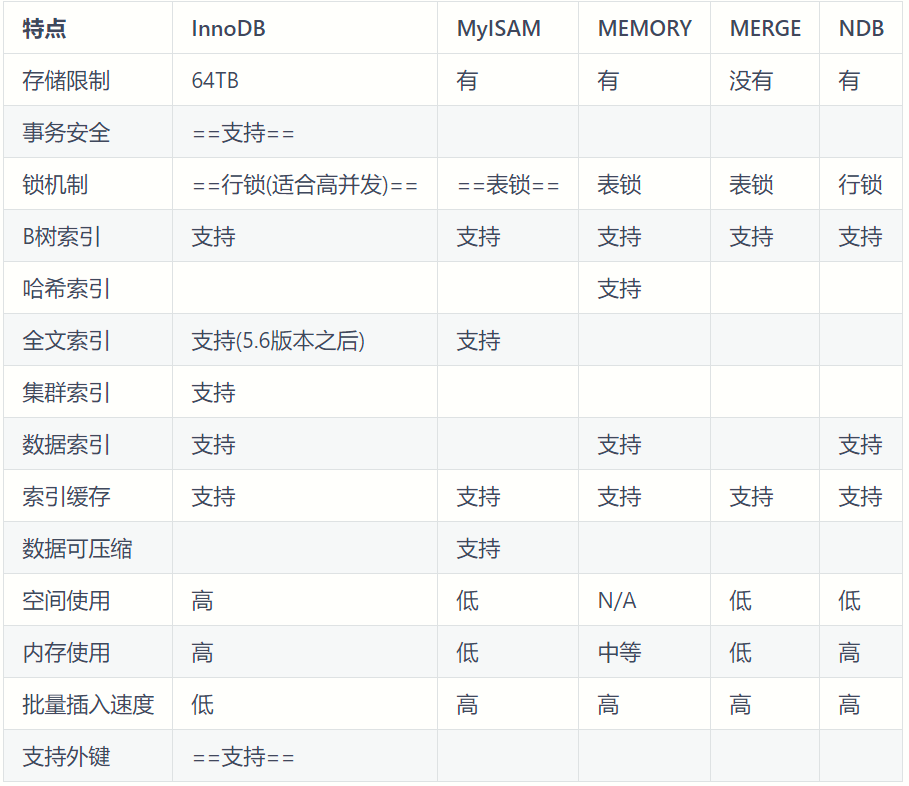 特点 InnoDB MyISAM MEMORY MERGE NDB
存储限制 64TB 有 有 没有 有
事务安全 ==支持==
锁机制 ==行锁(适合高并发)== ==表锁== 表锁 表锁 行锁
B树索引 支持 支持 支持 支持 支持
哈希索引 支持
全文索引 支持(5.6版本之后) 支持
集群索引 支持
数据索引 支持 支持 支持
索引缓存 支持 支持 支持 支持 支持
数据可压缩 支持
空间使用 高 低 N/A 低 低
内存使用 高 低 中等 低 高
批量插入速度 低 高 高 高 高
支持外键 ==支持==